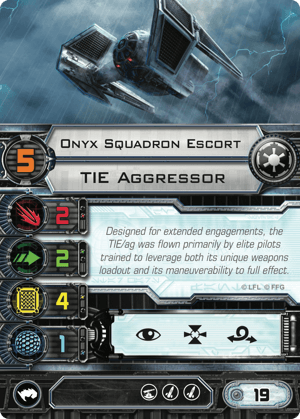 Onyx Squadron Escort
5
TIE Aggressor
2
Designed for extended engagements, the
TIE/ag was flown primarily by elite pilots
trained to leverage both its unique weapons
loadout and its maneuverability to full effect.
2
© LFL © FFG
4
1
19